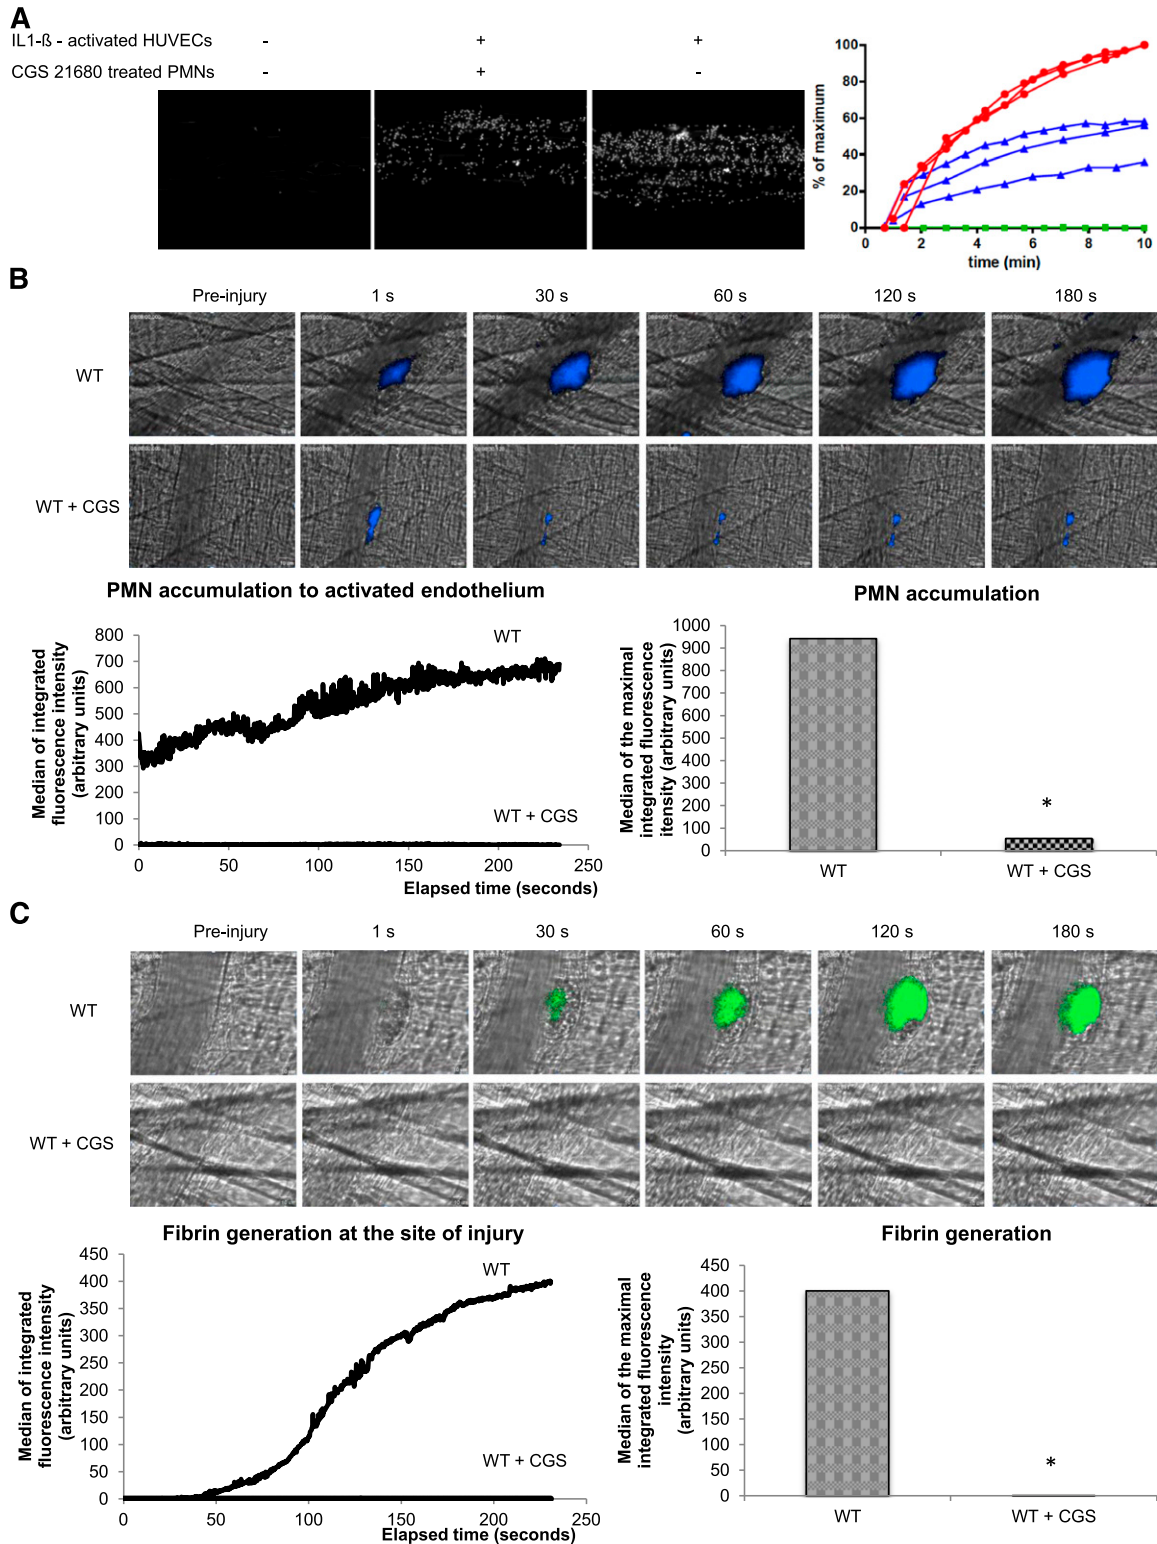 A
IL1-ß - activated HUVECs - + +
CGS 21680 treated PMNs - + -
100
80
60
40
20
0
% of maximum
0 2 4 6 8 10
time (min)
B
Pre-injury 1 s 30 s 60 s 120 s 180 s
WT
WT + CGS
PMN accumulation to activated endothelium
Median of integrated
fluorescence intensity
(arbitrary units)
800
700
600
500
400
300
200
100
0
WT
WT + CGS
0 50 100 150 200 250
Elapsed time (seconds)
PMN accumulation
Median of the maximal
integrated fluorescence
itensity (arbitrary units)
1000
900
800
700
600
500
400
300
200
100
0
*
WT WT + CGS
C
Pre-injury 1 s 30 s 60 s 120 s 180 s
WT
WT + CGS
Fibrin generation at the site of injury
Median of integrated
fluorescence intensity
(arbitrary units)
450
400
350
300
250
200
150
100
50
0
WT
WT + CGS
0 50 100 150 200 250
Elapsed time (seconds)
Fibrin generation
Median of the maximal
integrated fluorescence
intensity
(arbitrary units)
450
400
350
300
250
200
150
100
50
0
*
WT WT + CGS